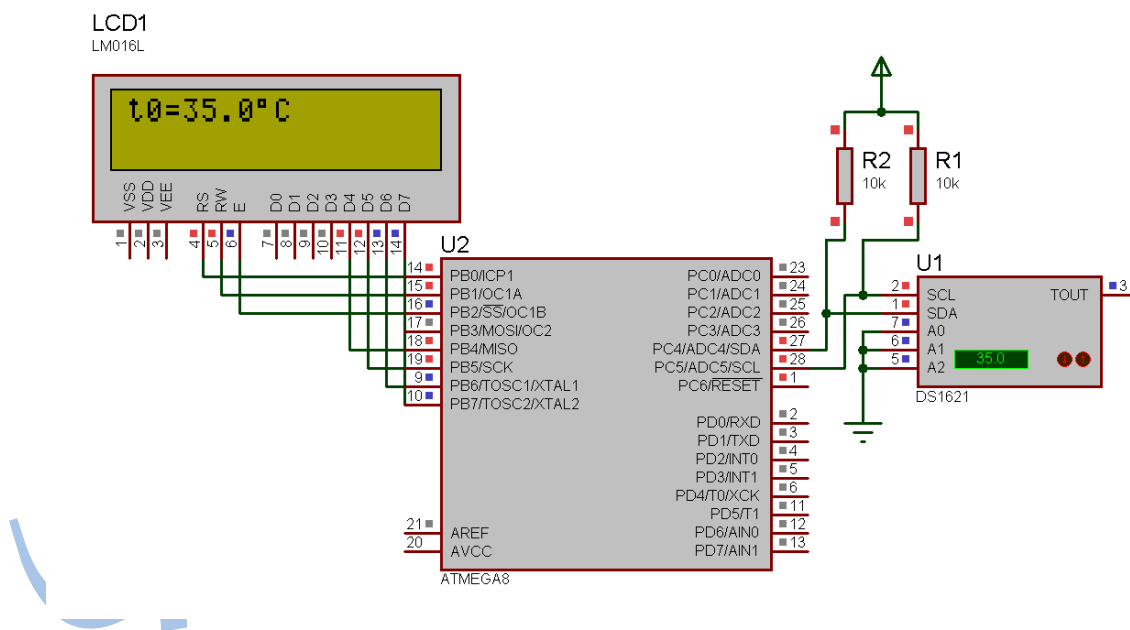 LCD1
LM016L
t0=35.0°C
VSS
VDD
VEE
RS
RW
E
D0
D1
D2
D3
D4
D5
D6
D7
1
2
3
4
5
6
7
8
9
10
11
12
13
14
U2
14 PB0/ICP1
15 PB1/OC1A
16 PB2/SS/OC1B
17 PB3/MOSI/OC2
18 PB4/MISO
19 PB5/SCK
9 PB6/TOSC1/XTAL1
10 PB7/TOSC2/XTAL2
21 AREF
20 AVCC
PC0/ADC0 23
PC1/ADC1 24
PC2/ADC2 25
PC3/ADC3 26
PC4/ADC4/SDA 27
PC5/ADC5/SCL 28
PC6/RESET 1
PD0/RXD 2
PD1/TXD 3
PD2/INT0 4
PD3/INT1 5
PD4/T0/XCK 6
PD5/T1 11
PD6/AIN0 12
PD7/AIN1 13
ATMEGA8
R2
10k
R1
10k
U1
2 SCL
1 SDA
7 A0
6 A1
5 A2
TOUT 3
35.0
DS1621